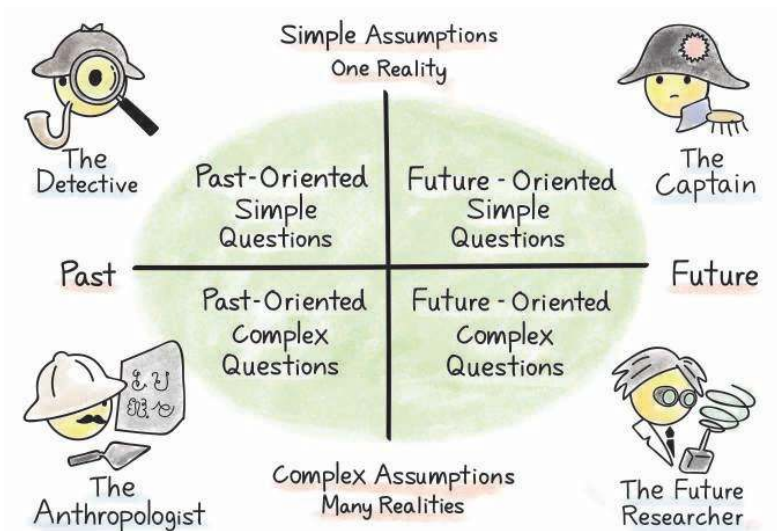 Simple Assumptions
One Reality
The
Detective
The
Captain
Past-Oriented
Simple
Questions
Future - Oriented
Simple
Questions
Past
Future
Past-Oriented
Complex
Questions
Future - Oriented
Complex
Questions
The
Anthropologist
Complex Assumptions
Many Realities
The Future
Researcher